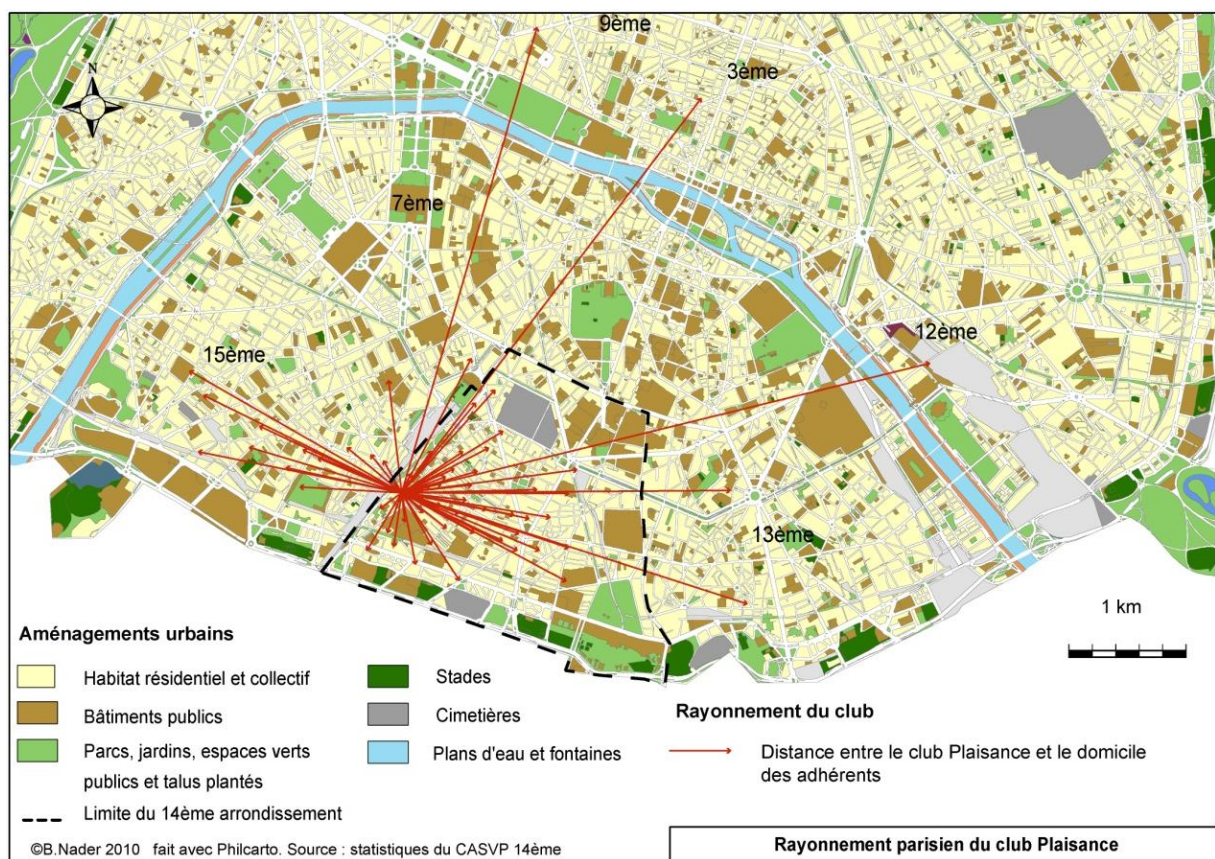 9ème
3ème
N
7ème
12ème
15ème
13ème
1 km
Aménagements urbains
Habitat résidentiel et collectif
Bâtiments publics
Parcs, jardins, espaces verts
publics et talus plantés
Limite du 14ème arrondissement
Stades
Cimetières
Plans d'eau et fontaines
Rayonnement du club
Distance entre le club Plaisance et le domicile
des adhérents
©B.Nader 2010 fait avec Philcarto. Source : statistiques du CASVP 14ème
Rayonnement parisien du club Plaisance